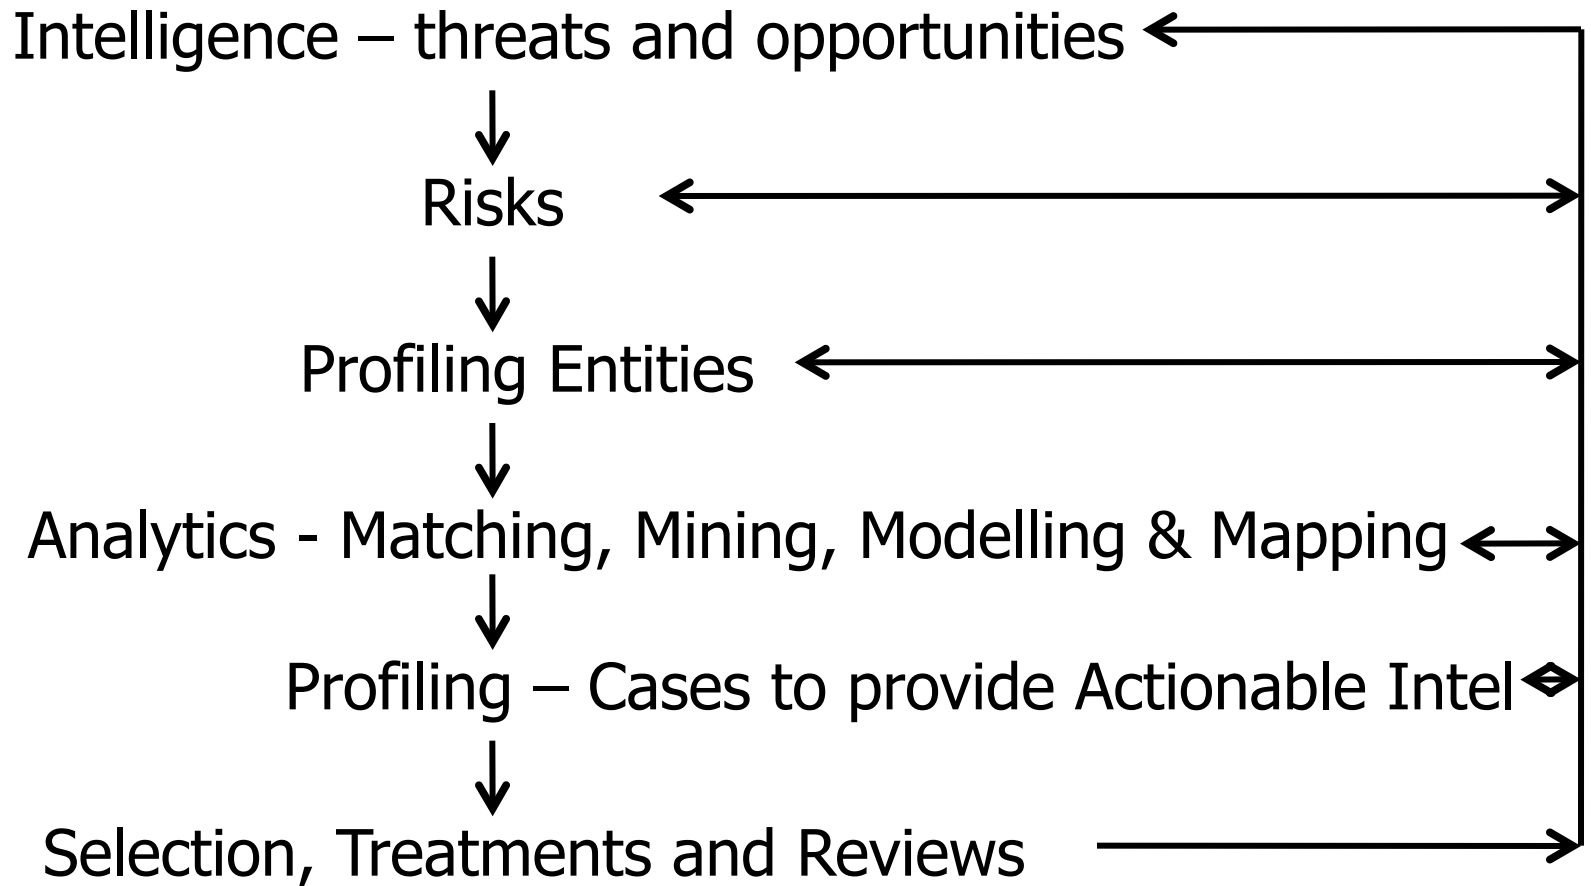 Intelligence – threats and opportunities
Risks
Profiling Entities
Analytics - Matching, Mining, Modelling & Mapping
Profiling – Cases to provide Actionable Intel
Selection, Treatments and Reviews